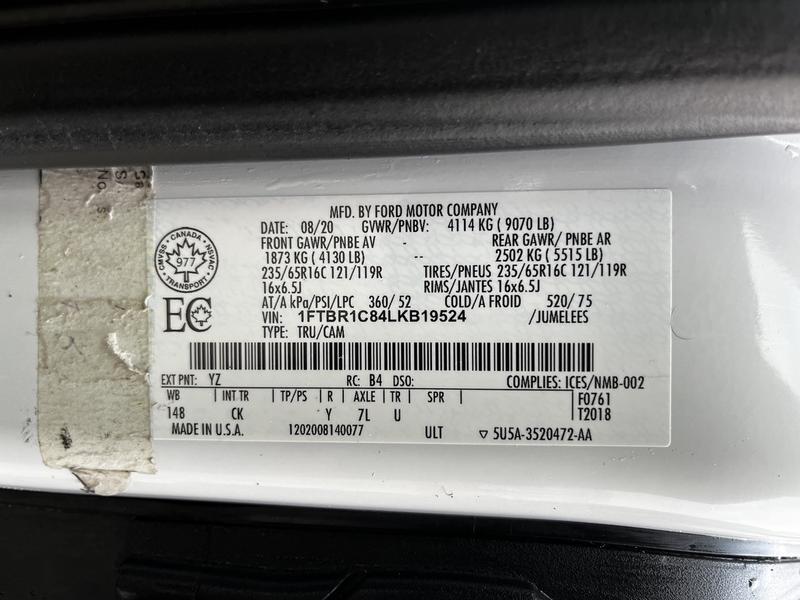 MFD. BY FORD MOTOR COMPANY
DATE: 08/20 GVWR/PNBV: 4114 KG ( 9070 LB)
FRONT GAWR/PNBE AV - REAR GAWR/ PNBE AR
1873 KG ( 4130 LB) -- 2502 KG ( 5515 LB)
235/65R16C 121/119R TIRES/PNEUS 235/65R16C 121/119R
16x6.5J RIMS/JANTES 16x6.5J
AT/A kPa/PSI/LPC 360/ 52 COLD/A FROID 520/ 75
VIN: 1FTBR1C84LKB19524 /JUMELEES
TYPE: TRU/CAM
CANADA
CMVSS NSVAC
977
TRANSPORT
EC
EXT PNT: YZ RC: B4 DSO: COMPLIES: ICES/NMB-002
WB INT TR TP/PS R AXLE TR SPR F0761
148 CK Y 7L U T2018
MADE IN U.S.A. 1202008140077 ULT ▽ 5U5A-3520472-AA
No. S